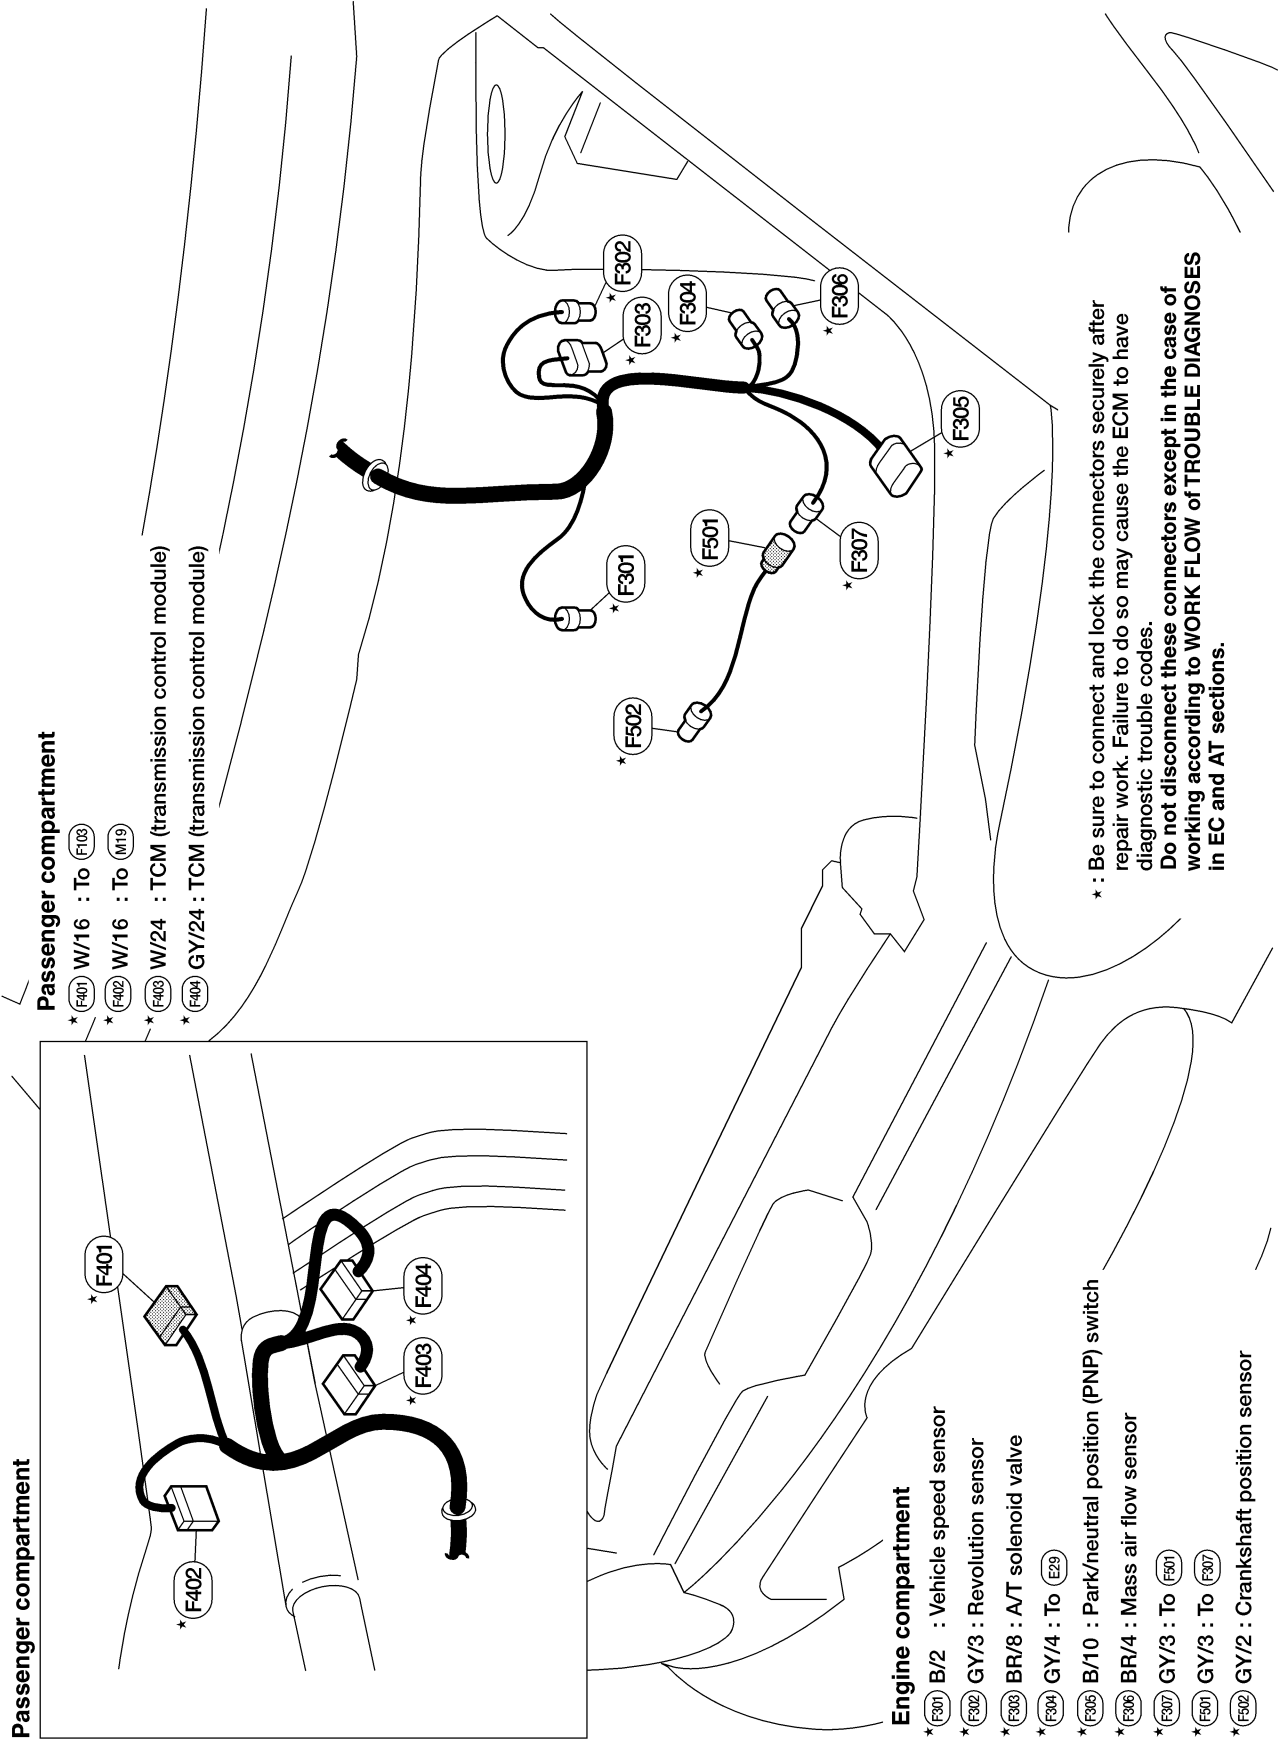 Passenger compartment
Passenger compartment
★ F401 W/16 : To F103
★ F402 W/16 : To M19
★ F403 W/24 : TCM (transmission control module)
★ F404 GY/24 : TCM (transmission control module)
★ F401
★ F402
★ F403
★ F404
★ F301
★ F302
★ F303
★ F304
★ F306
★ F305
★ F307
★ F501
★ F502
Engine compartment
★ F301 B/2 : Vehicle speed sensor
★ F302 GY/3 : Revolution sensor
★ F303 BR/8 : A/T solenoid valve
★ F304 GY/4 : To E29
★ F305 B/10 : Park/neutral position (PNP) switch
★ F306 BR/4 : Mass air flow sensor
★ F307 GY/3 : To F501
★ F501 GY/3 : To F307
★ F502 GY/2 : Crankshaft position sensor
★ : Be sure to connect and lock the connectors securely after
repair work. Failure to do so may cause the ECM to have
diagnostic trouble codes.
Do not disconnect these connectors except in the case of
working according to WORK FLOW of TROUBLE DIAGNOSES
in EC and AT sections.